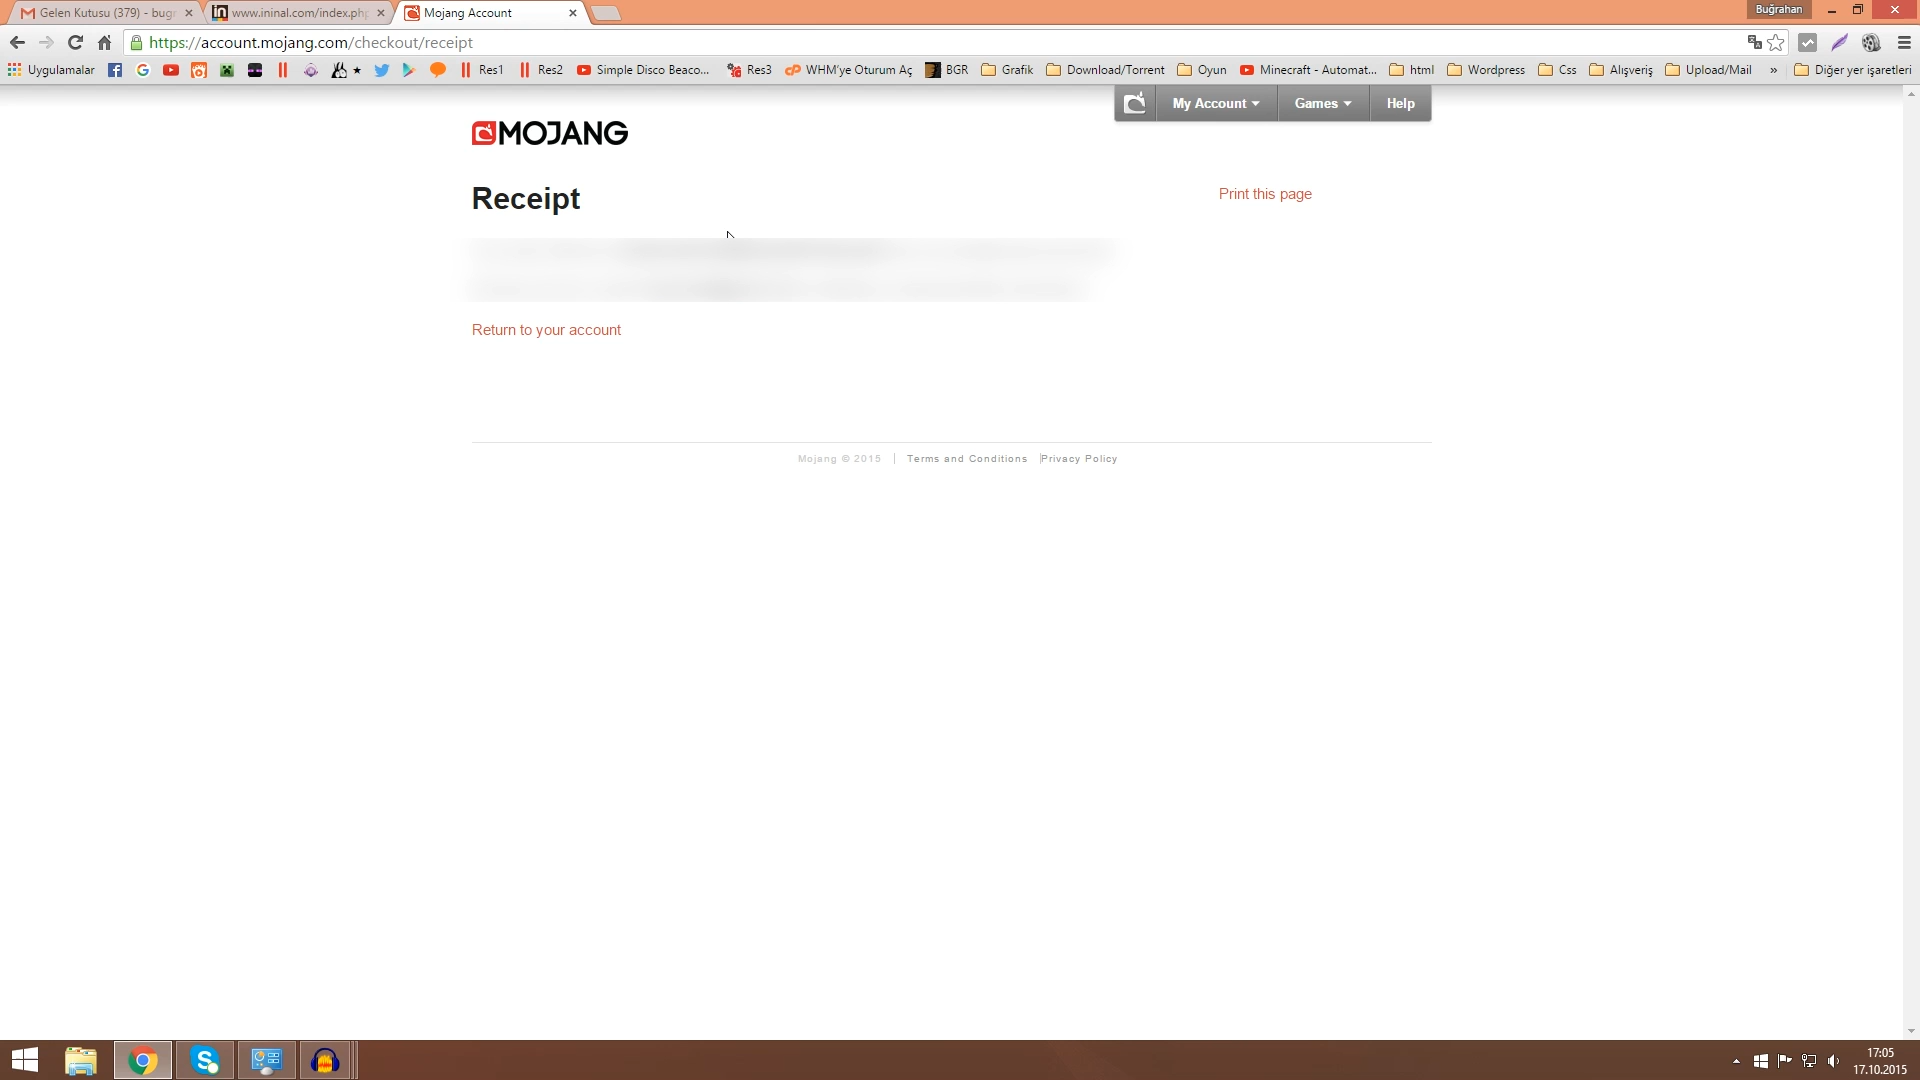 Gelen Kutusu (379) - bugr
www.ininal.com/index.php
Mojang Account
Buğrahan
https://account.mojang.com/checkout/receipt
Uygulamalar
Res1
Res2
Simple Disco Beaco...
Res3
WHM'ye Oturum Aç
BGR
Grafik
Download/Torrent
Oyun
Minecraft - Automat...
html
Wordpress
Css
Alışveriş
Upload/Mail
»
Diğer yer işaretleri
My Account
Games
Help
MOJANG
Receipt
Print this page
Return to your account
Mojang © 2015
Terms and Conditions
Privacy Policy
17:05
17.10.2015